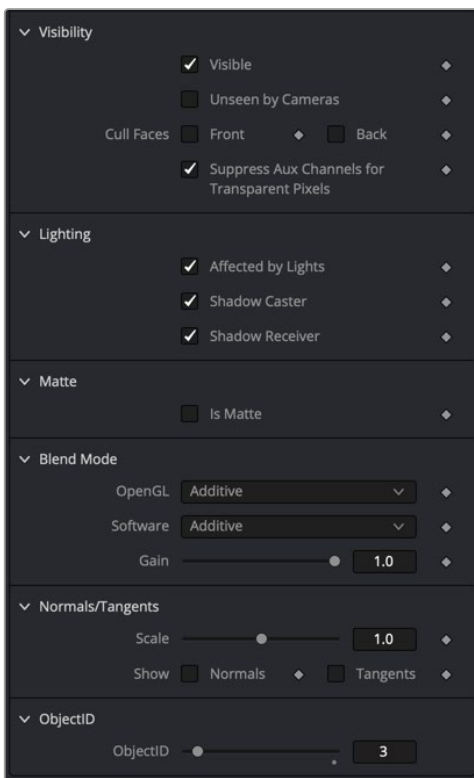 Visibility
Visible
Unseen by Cameras
Cull Faces Front Back
Suppress Aux Channels for
Transparent Pixels
Lighting
Affected by Lights
Shadow Caster
Shadow Receiver
Matte
Is Matte
Blend Mode
OpenGL Additive
Software Additive
Gain 1.0
Normals/Tangents
Scale 1.0
Show Normals Tangents
ObjectID
ObjectID 3